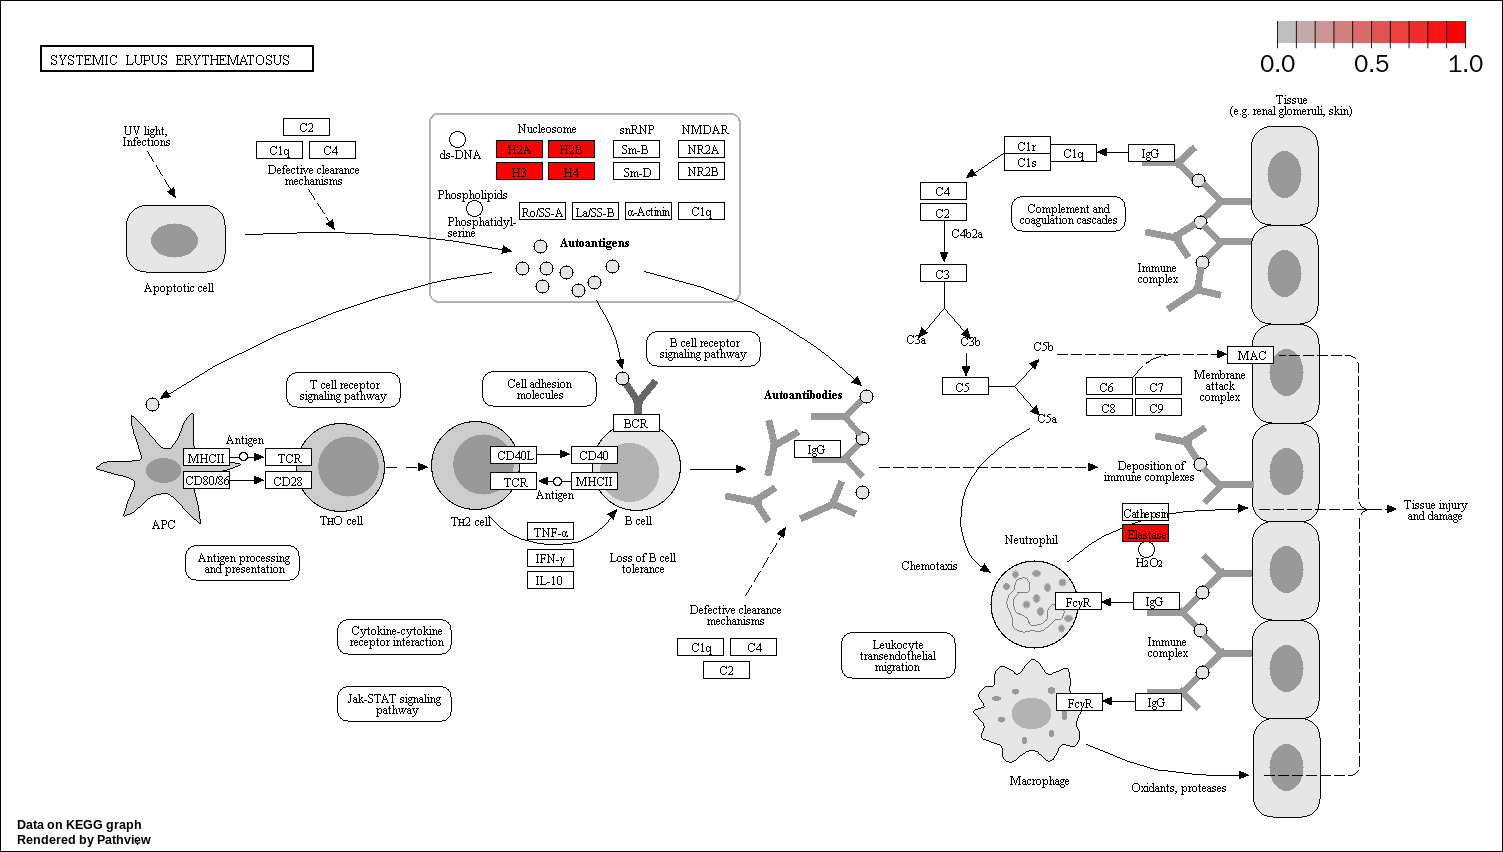 SYSTEMIC LUPUS ERYTHEMATOSUS
0.0 0.5 1.0
Tissue
(e.g. renal glomeruli, skin)
UV light,
Infections
C2
C1q C4
Defective clearance
mechanisms
Apoptotic cell
ds-DNA
Nucleosome
H2A H2B
H3 H4
snRNP
Sm-B
Sm-D
NMDAR
NR2A
NR2B
Phospholipids
Phosphatidyl-
serine
Ro/SS-A La/SS-B α-Actinin C1q
Autoantigens
C1r
C1s
C1q
IgG
C4
C2
C4b2a
Complement and
coagulation cascades
C3
Immune
complex
C3a C3b
C5
C5b
C5a
MAC
Membrane
attack
complex
C6 C7
C8 C9
B cell receptor
signaling pathway
T cell receptor
signaling pathway
Cell adhesion
molecules
Autoantibodies
BCR
IgG
Antigen
MHCII TCR
CD80/86 CD28
APC
TH0 cell
CD40L CD40
TCR MHCII
Antigen
TH2 cell
B cell
TNF-α
IFN-γ
IL-10
Loss of B cell
tolerance
Antigen processing
and presentation
Deposition of
immune complexes
Cathepsin
Elastase
H2O2
Tissue injury
and damage
Neutrophil
Chemotaxis
FcγR IgG
Defective clearance
mechanisms
C1q C4
C2
Cytokine-cytokine
receptor interaction
Leukocyte
transendothelial
migration
Immune
complex
Jak-STAT signaling
pathway
FcγR IgG
Macrophage
Oxidants, proteases
Data on KEGG graph
Rendered by Pathview